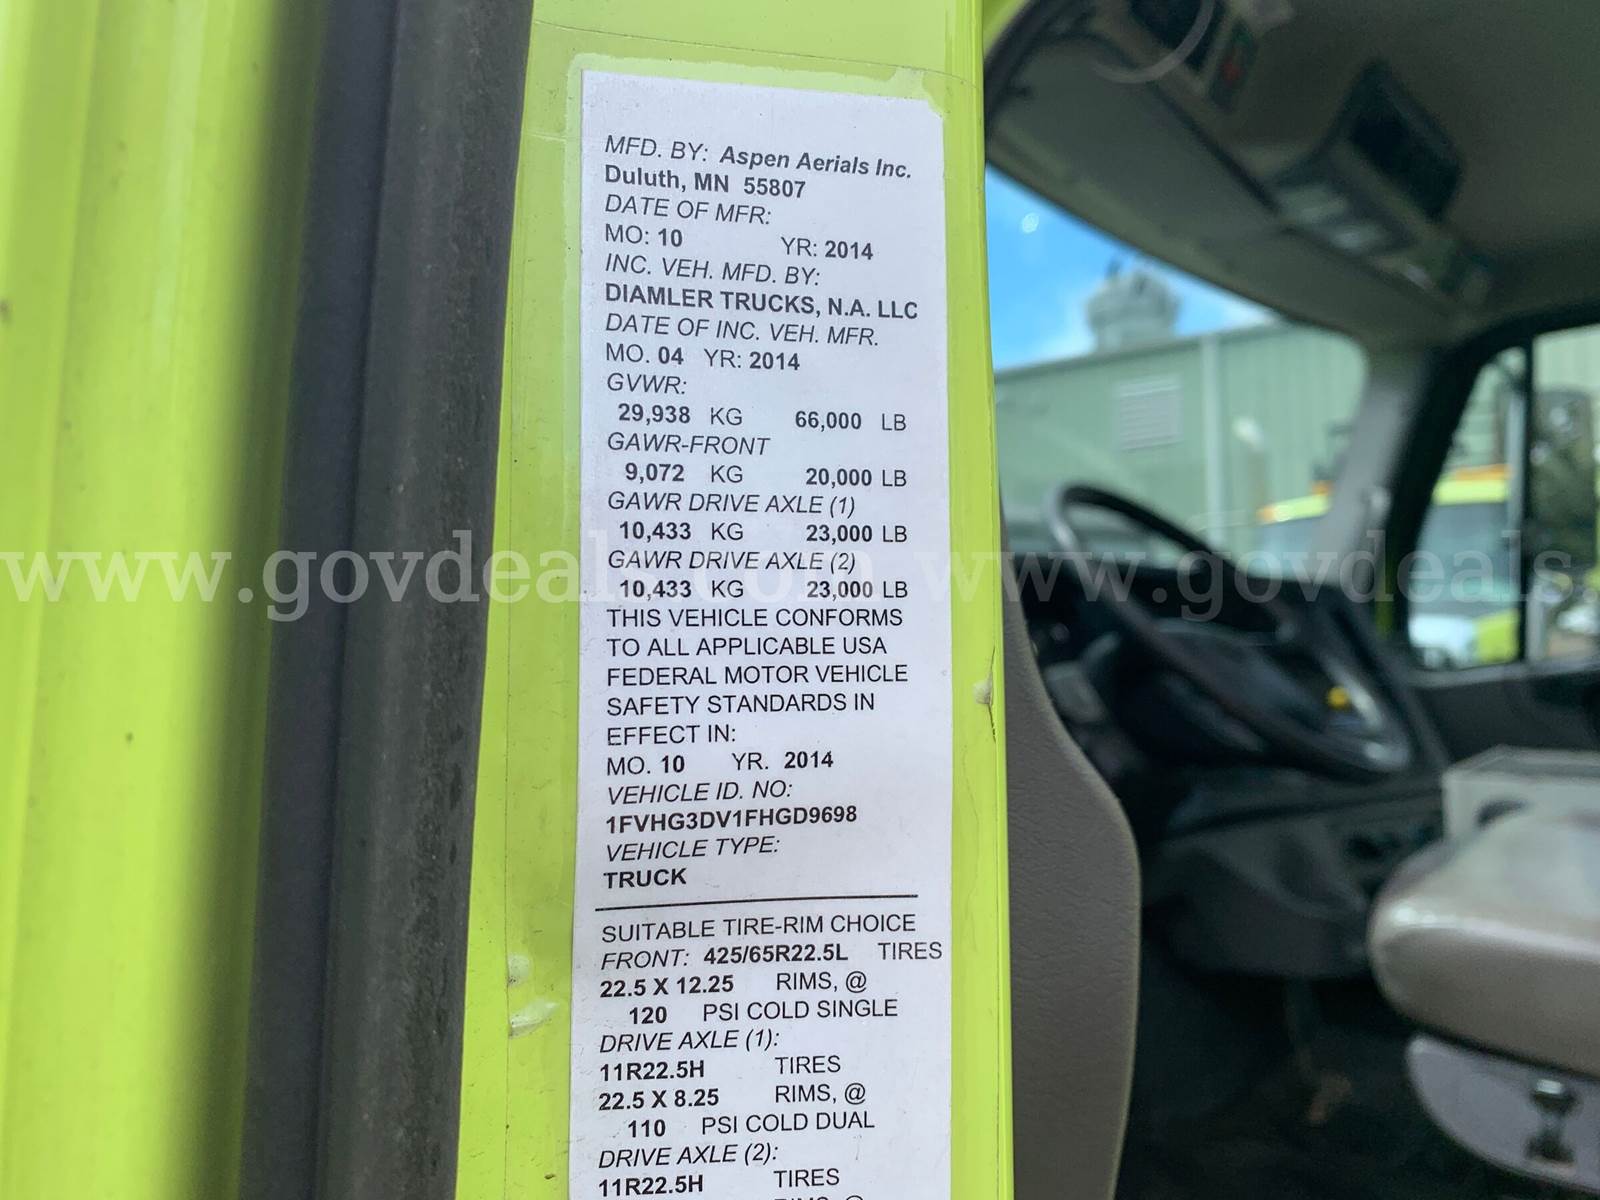 MFD. BY: Aspen Aerials Inc.
Duluth, MN 55807
DATE OF MFR:
MO: 10 YR: 2014
INC. VEH. MFD. BY:
DIAMLER TRUCKS, N.A. LLC
DATE OF INC. VEH. MFR.
MO. 04 YR: 2014
GVWR:
29,938 KG 66,000 LB
GAWR-FRONT
9,072 KG 20,000 LB
GAWR DRIVE AXLE (1)
10,433 KG 23,000 LB
GAWR DRIVE AXLE (2)
www.govdeals.com www.govdeals
10,433 KG 23,000 LB
THIS VEHICLE CONFORMS
TO ALL APPLICABLE USA
FEDERAL MOTOR VEHICLE
SAFETY STANDARDS IN
EFFECT IN:
MO. 10 YR. 2014
VEHICLE ID. NO:
1FVHG3DV1FHGD9698
VEHICLE TYPE:
TRUCK
SUITABLE TIRE-RIM CHOICE
FRONT: 425/65R22.5L TIRES
22.5 X 12.25 RIMS, @
120 PSI COLD SINGLE
DRIVE AXLE (1):
11R22.5H TIRES
22.5 X 8.25 RIMS, @
110 PSI COLD DUAL
DRIVE AXLE (2):
11R22.5H TIRES